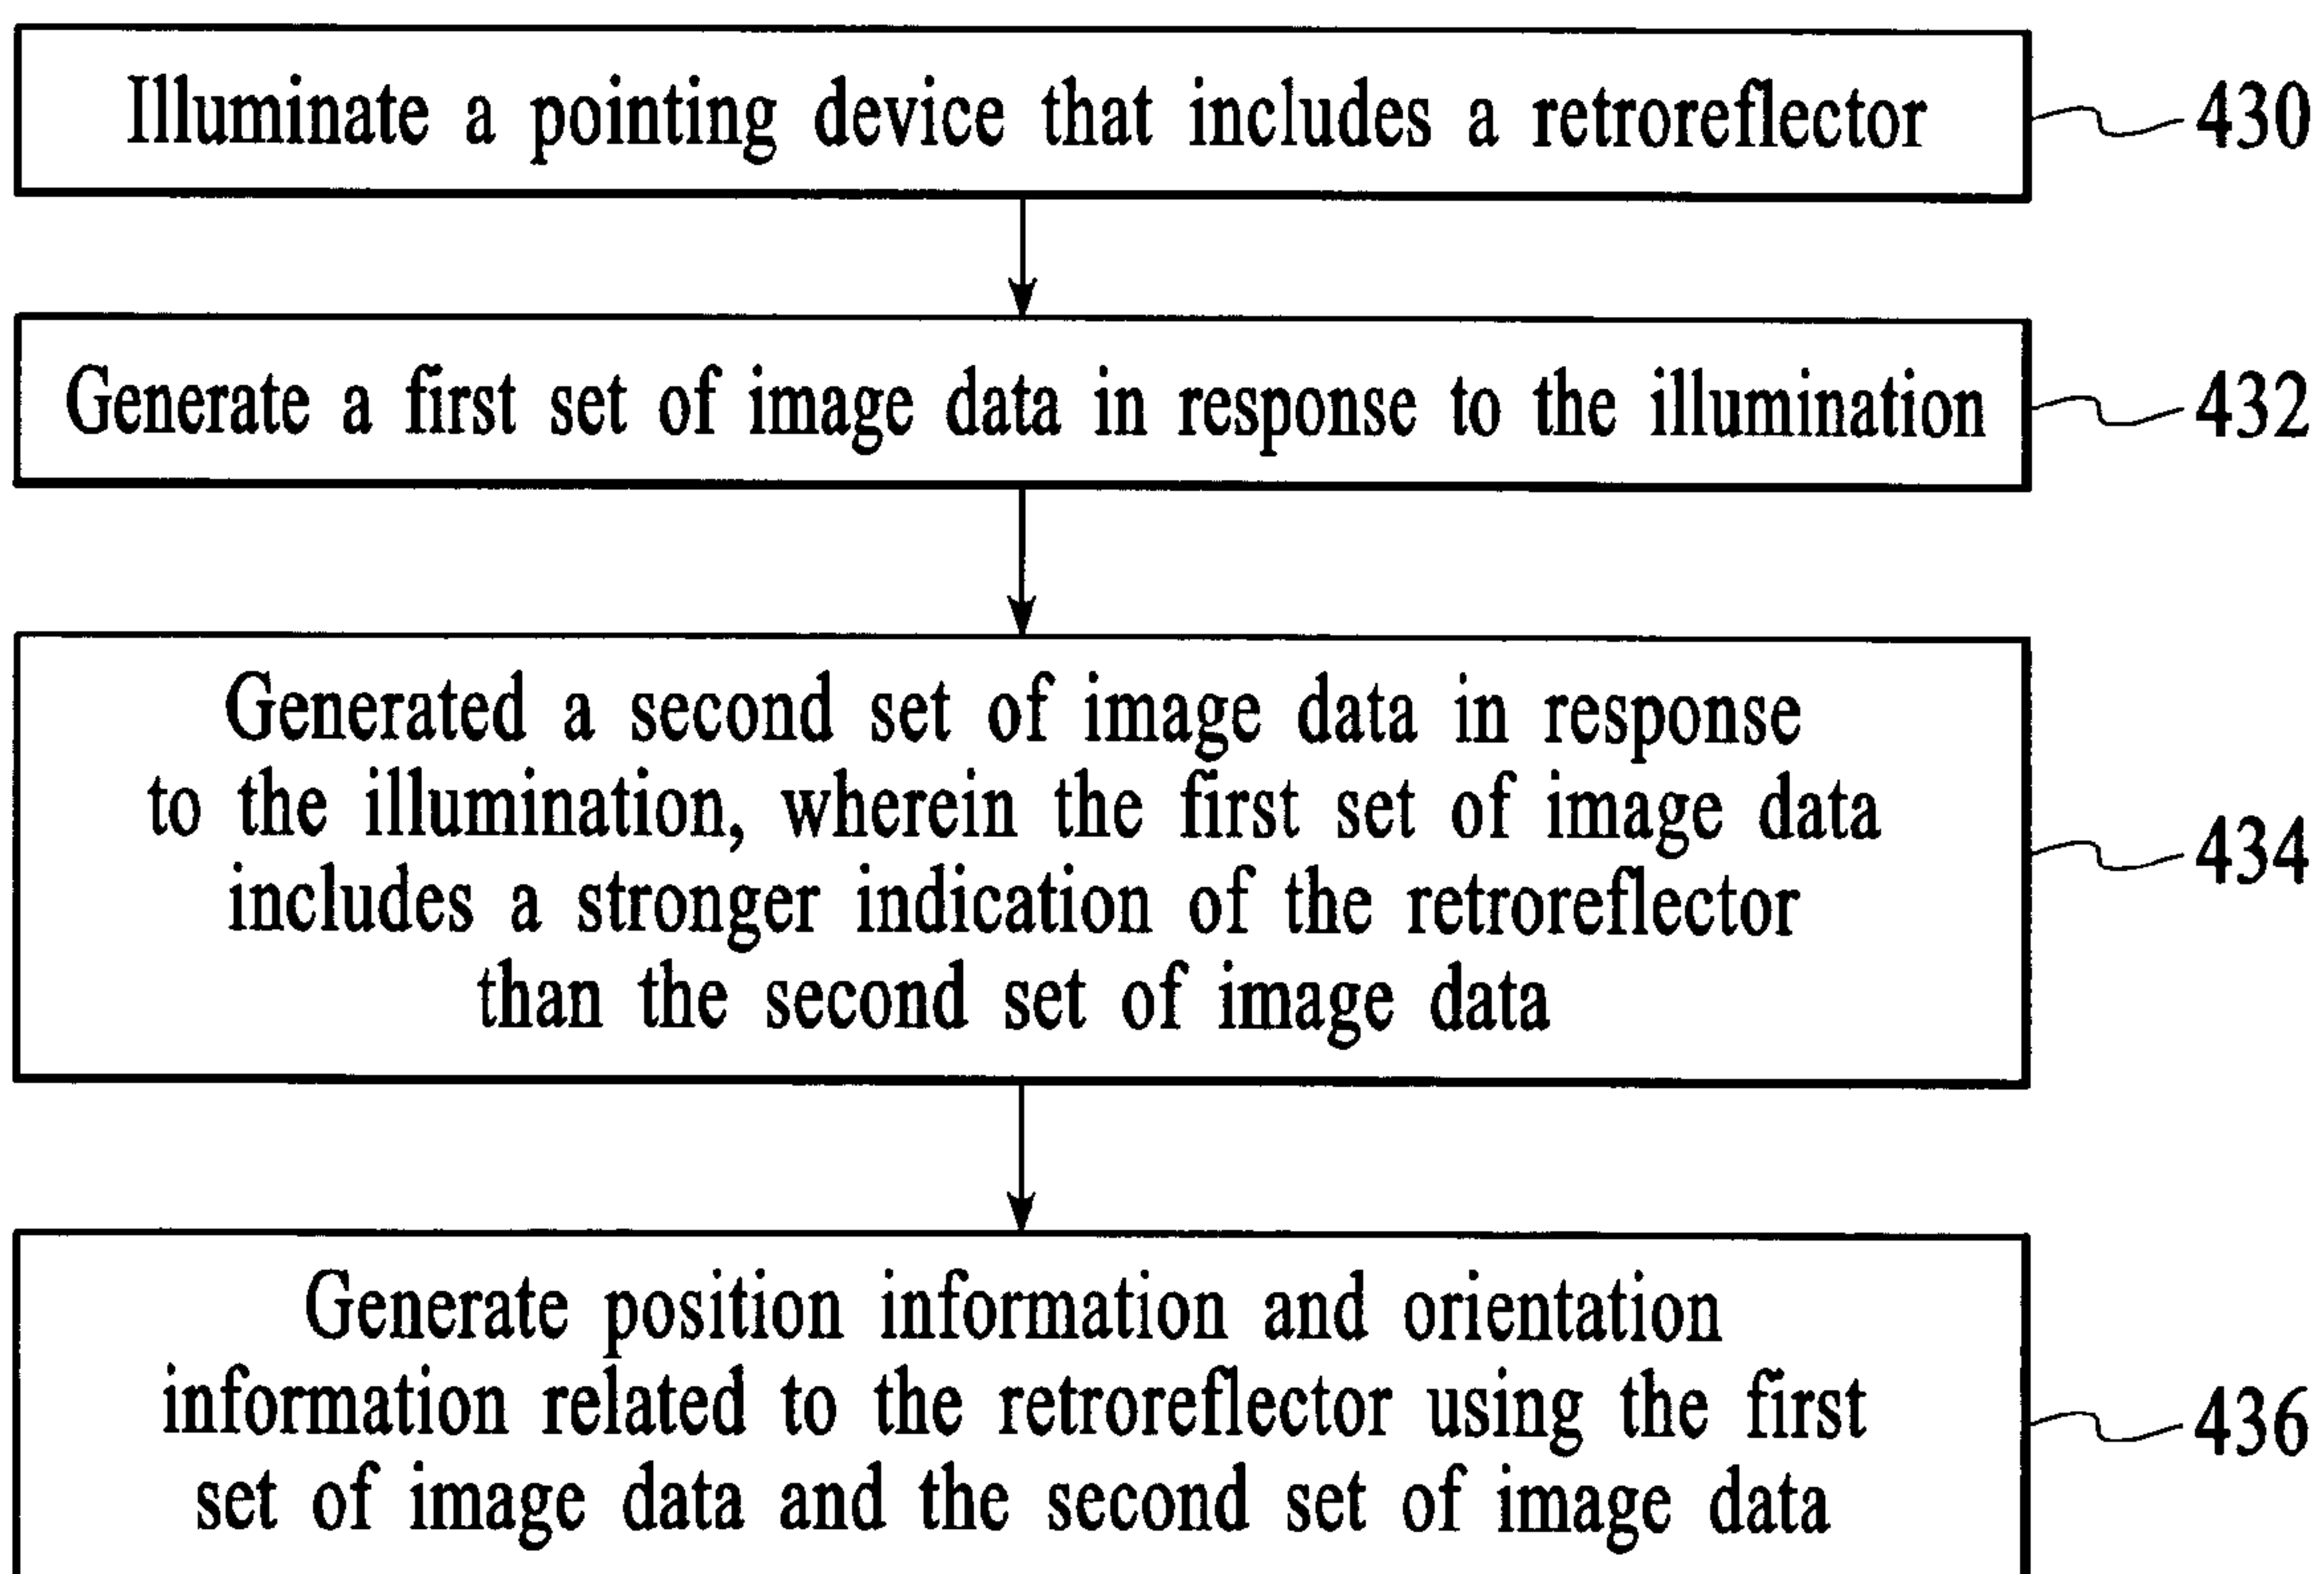 Illuminate a pointing device that includes a retroreflector
430
Generate a first set of image data in response to the illumination
432
Generated a second set of image data in response
to the illumination, wherein the first set of image data
includes a stronger indication of the retroreflector
than the second set of image data
434
Generate position information and orientation
information related to the retroreflector using the first
set of image data and the second set of image data
436